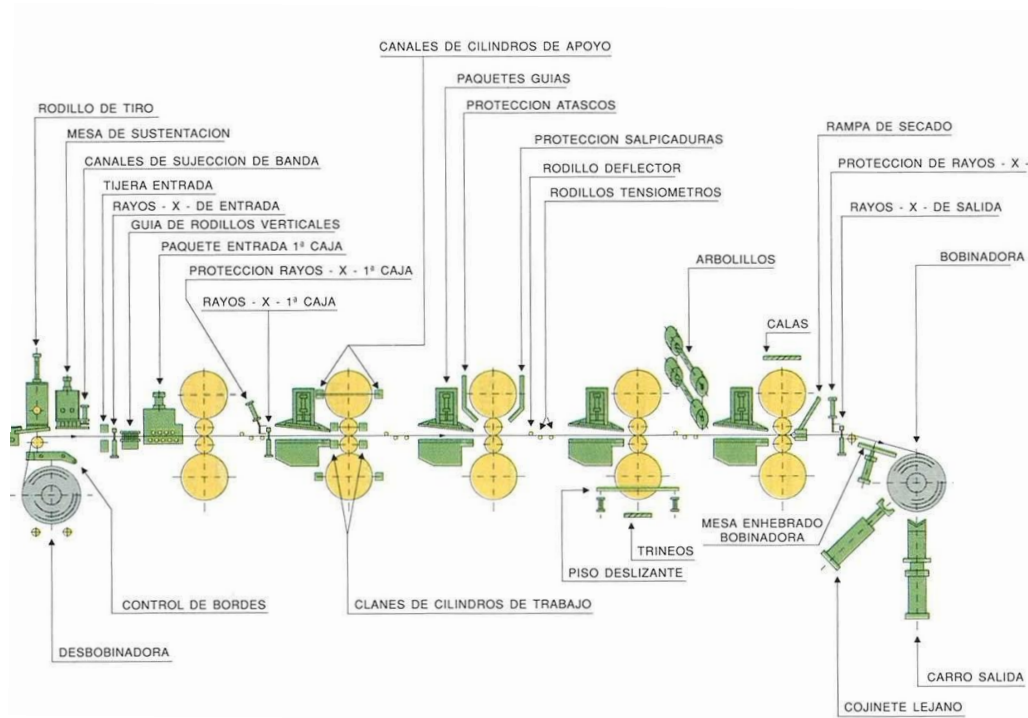 CANALES DE CILINDROS DE APOYO
PAQUETES GUIAS
PROTECCION ATASCOS
RODILLO DE TIRO
MESA DE SUSTENTACION
CANALES DE SUJECCION DE BANDA
TIJERA ENTRADA
RAYOS - X - DE ENTRADA
GUIA DE RODILLOS VERTICALES
PAQUETE ENTRADA 1ª CAJA
PROTECCION RAYOS - X - 1ª CAJA
RAYOS - X - 1ª CAJA
PROTECCION SALPICADURAS
RODILLO DEFLECTOR
RODILLOS TENSIOMETROS
RAMPA DE SECADO
PROTECCION DE RAYOS - X -
RAYOS - X - DE SALIDA
ARBOLILLOS
BOBINADORA
CALAS
MESA ENHEBRADO
BOBINADORA
TRINEOS
PISO DESLIZANTE
CONTROL DE BORDES
CLANES DE CILINDROS DE TRABAJO
DESBOBINADORA
CARRO SALIDA
COJINETE LEJANO